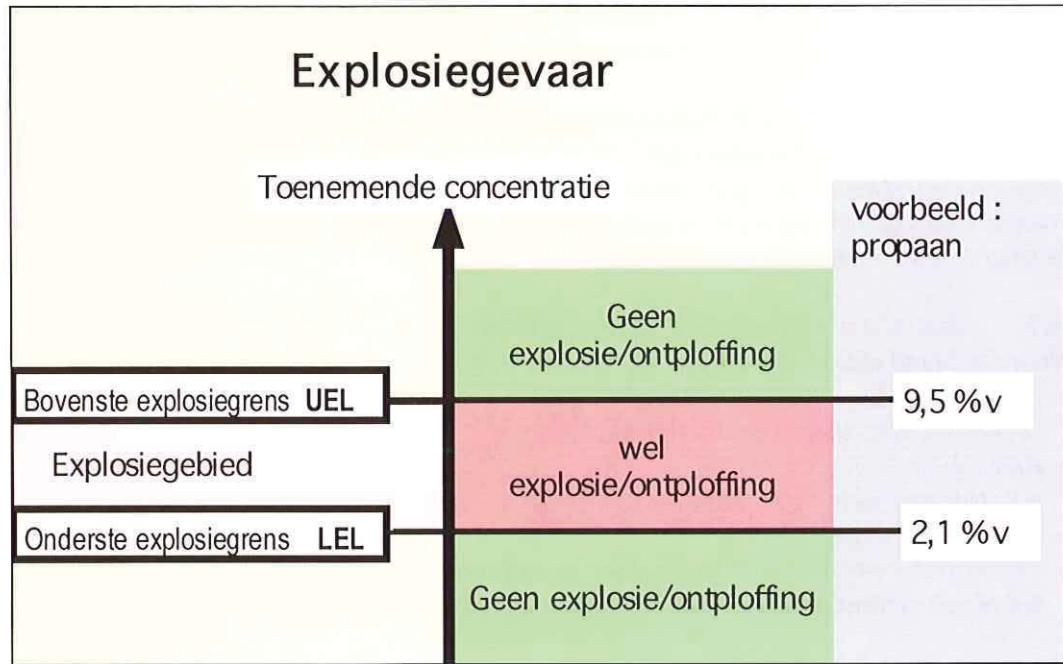 Explosiegevaar
Toenemende concentratie
voorbeeld :
propaan
Geen
explosie/ontploffing
Bovenste explosiegrens UEL
9,5 %v
Explosiegebied
wel
explosie/ontploffing
Onderste explosiegrens LEL
2,1 %v
Geen explosie/ontploffing